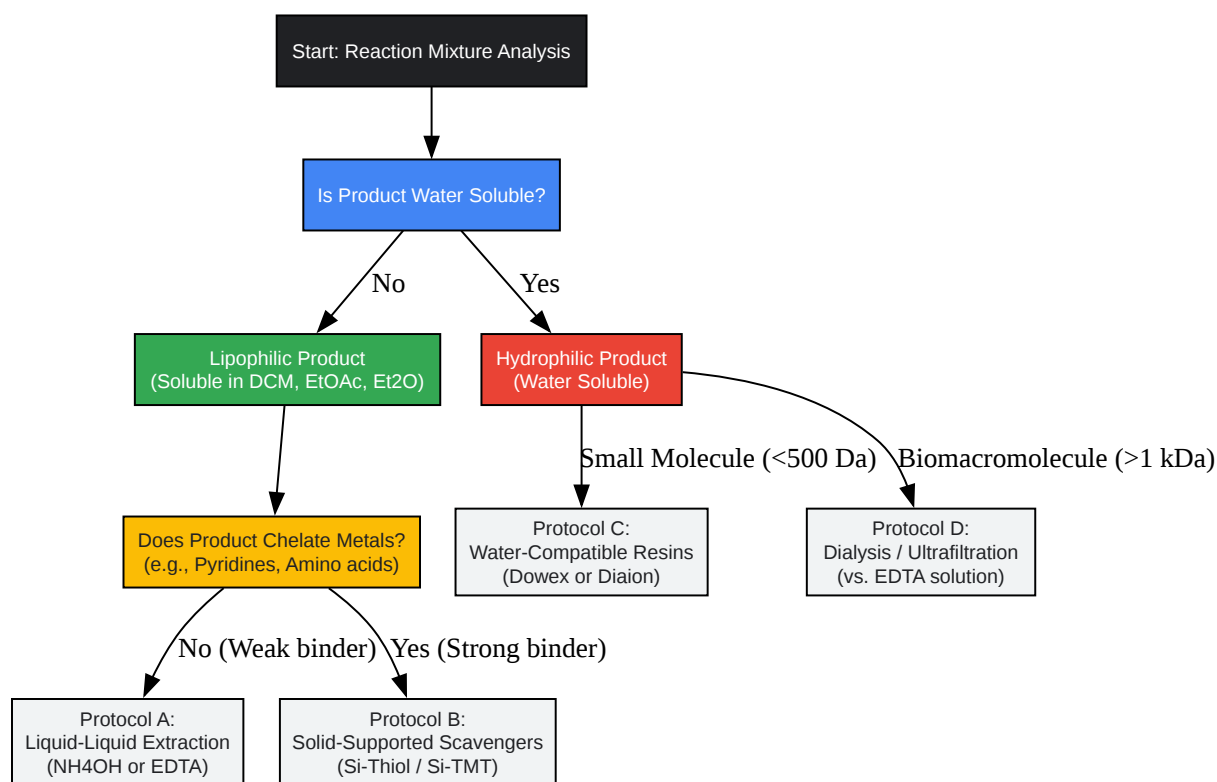 Start: Reaction Mixture Analysis
Is Product Water Soluble?
No
Yes
Lipophilic Product
(Soluble in DCM, EtOAc, Et2O)
Hydrophilic Product
(Water Soluble)
Small Molecule (<500 Da)
Biomacromolecule (>1 kDa)
Does Product Chelate Metals?
(e.g., Pyridines, Amino acids)
Protocol C:
Water-Compatible Resins
(Dowex or Diaion)
Protocol D:
Dialysis / Ultrafiltration
(vs. EDTA solution)
No (Weak binder)
Yes (Strong binder)
Protocol A:
Liquid-Liquid Extraction
(NH4OH or EDTA)
Protocol B:
Solid-Supported Scavengers
(Si-Thiol / Si-TMT)